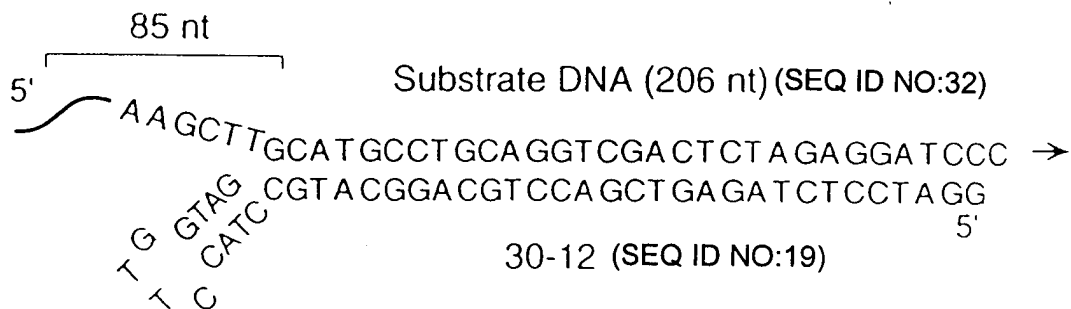 85 nt
5'
Substrate DNA (206 nt) (SEQ ID NO:32)
AAGCTTGCATGCCTGCAGGTCGACTCTAGAGGATCCC →
CGTACGGACGTCCAGCTGAGATCTCCTAGG
GTAG
CATC
G
T
T
C
5'
30-12 (SEQ ID NO:19)